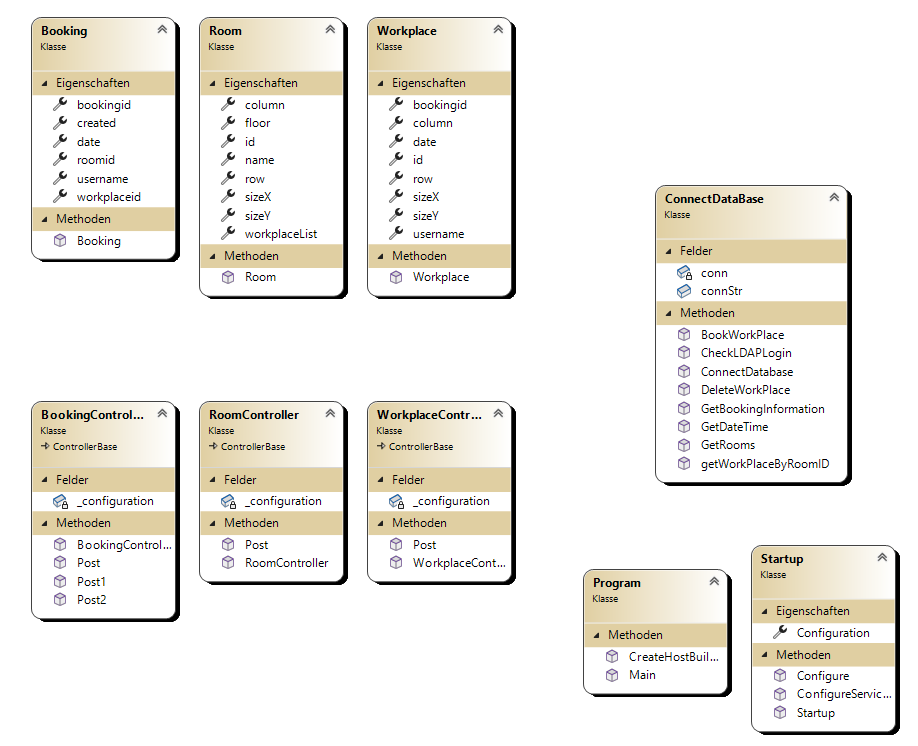 Booking
Klasse
Eigenschaften
bookingid
created
date
roomid
username
workplaceid
Methoden
Booking
Room
Klasse
Eigenschaften
column
floor
id
name
row
sizeX
sizeY
workplaceList
Methoden
Room
Workplace
Klasse
Eigenschaften
bookingid
column
date
id
row
sizeX
sizeY
username
Methoden
Workplace
ConnectDataBase
Klasse
Felder
conn
connStr
Methoden
BookWorkPlace
CheckLDAPLogin
ConnectDatabase
DeleteWorkPlace
GetBookingInformation
GetDateTime
GetRooms
getWorkPlaceByRoomID
BookingControl...
Klasse
ControllerBase
Felder
_configuration
Methoden
BookingControl...
Post
Post1
Post2
RoomController
Klasse
ControllerBase
Felder
_configuration
Methoden
Post
RoomController
WorkplaceContr...
Klasse
ControllerBase
Felder
_configuration
Methoden
Post
WorkplaceCont...
Program
Klasse
Methoden
CreateHostBuil...
Main
Startup
Klasse
Eigenschaften
Configuration
Methoden
Configure
ConfigureServic...
Startup